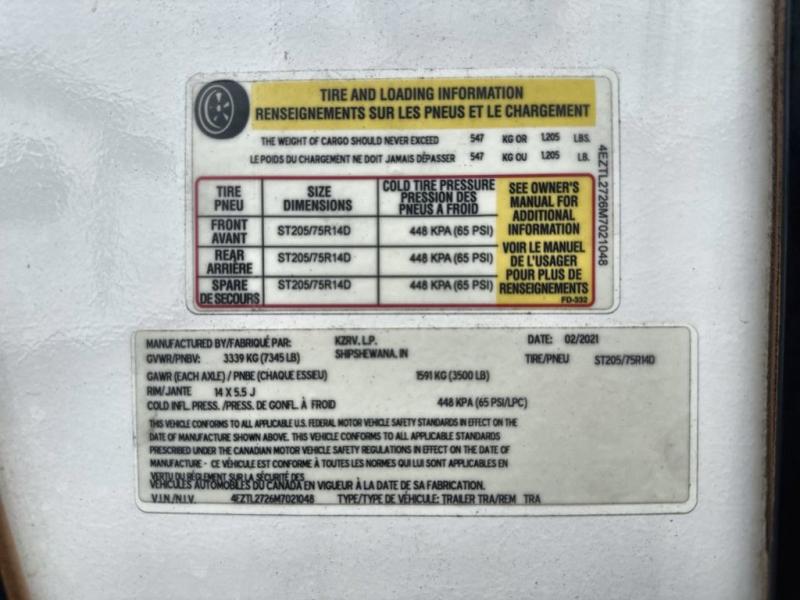 TIRE AND LOADING INFORMATION
RENSEIGNEMENTS SUR LES PNEUS ET LE CHARGEMENT
THE WEIGHT OF CARGO SHOULD NEVER EXCEED 547 KG OR 1,205 LBS.
LE POIDS DU CHARGEMENT NE DOIT JAMAIS DÉPASSER 547 KG OU 1,205 LB.
TIRE PNEU SIZE DIMENSIONS COLD TIRE PRESSURE PRESSION DES PNEUS A FROID
FRONT AVANT ST205/75R14D 448 KPA (65 PSI)
REAR ARRIÈRE ST205/75R14D 448 KPA (65 PSI)
SPARE DE SECOURS ST205/75R14D 448 KPA (65 PSI)
SEE OWNER'S
MANUAL FOR
ADDITIONAL
INFORMATION
VOIR LE MANUEL
DE L'USAGER
POUR PLUS DE
RENSEIGNEMENTS
FD-332
4EZTL2726M7021048
MANUFACTURED BY/FABRIQUÉ PAR: KZRV, L.P. DATE: 02/2021
SHIPSHEWANA, IN
GVWR/PNBV: 3339 KG (7345 LB) TIRE/PNEU ST205/75R14D
GAWR (EACH AXLE) / PNBE (CHAQUE ESSIEU) 1591 KG (3500 LB)
RIM/JANTE 14 X 5.5 J
COLD INFL. PRESS. /PRESS. DE GONFL. À FROID 448 KPA (65 PSI/LPC)
THIS VEHICLE CONFORMS TO ALL APPLICABLE U.S. FEDERAL MOTOR VEHICLE SAFETY STANDARDS IN EFFECT ON THE
DATE OF MANUFACTURE SHOWN ABOVE. THIS VEHICLE CONFORMS TO ALL APPLICABLE STANDARDS
PRESCRIBED UNDER THE CANADIAN MOTOR VEHICLE SAFETY REGULATIONS IN EFFECT ON THE DATE OF
MANUFACTURE - CE VÉHICULE EST CONFORME À TOUTES LES NORMES QUI LUI SONT APPLICABLES EN
VERTU DU RÈGLEMENT SUR LA SÉCURITÉ DES
VÉHICULES AUTOMOBILES DU CANADA EN VIGUEUR À LA DATE DE SA FABRICATION.
V.I.N./N.I.V. 4EZTL2726M7021048 TYPE/TYPE DE VÉHICULE: TRAILER TRA/REM TRA